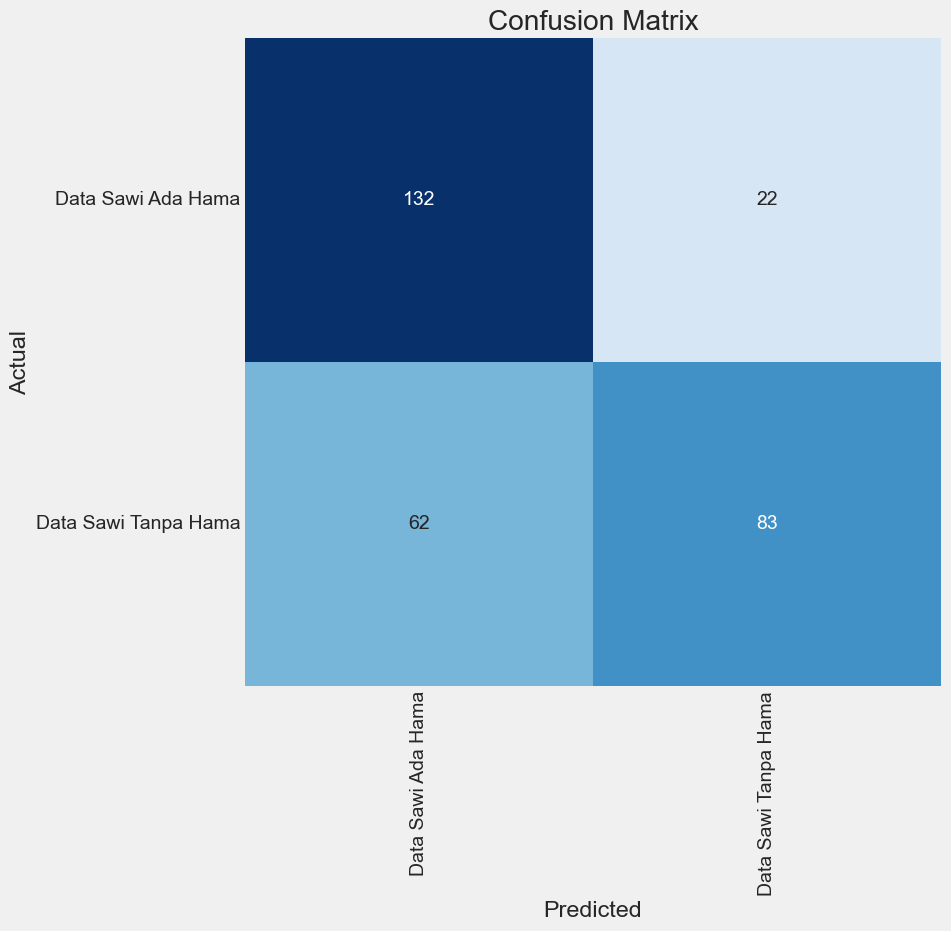 Confusion Matrix
Actual
Data Sawi Ada Hama
132
22
Data Sawi Tanpa Hama
62
83
Data Sawi Ada Hama
Data Sawi Tanpa Hama
Predicted